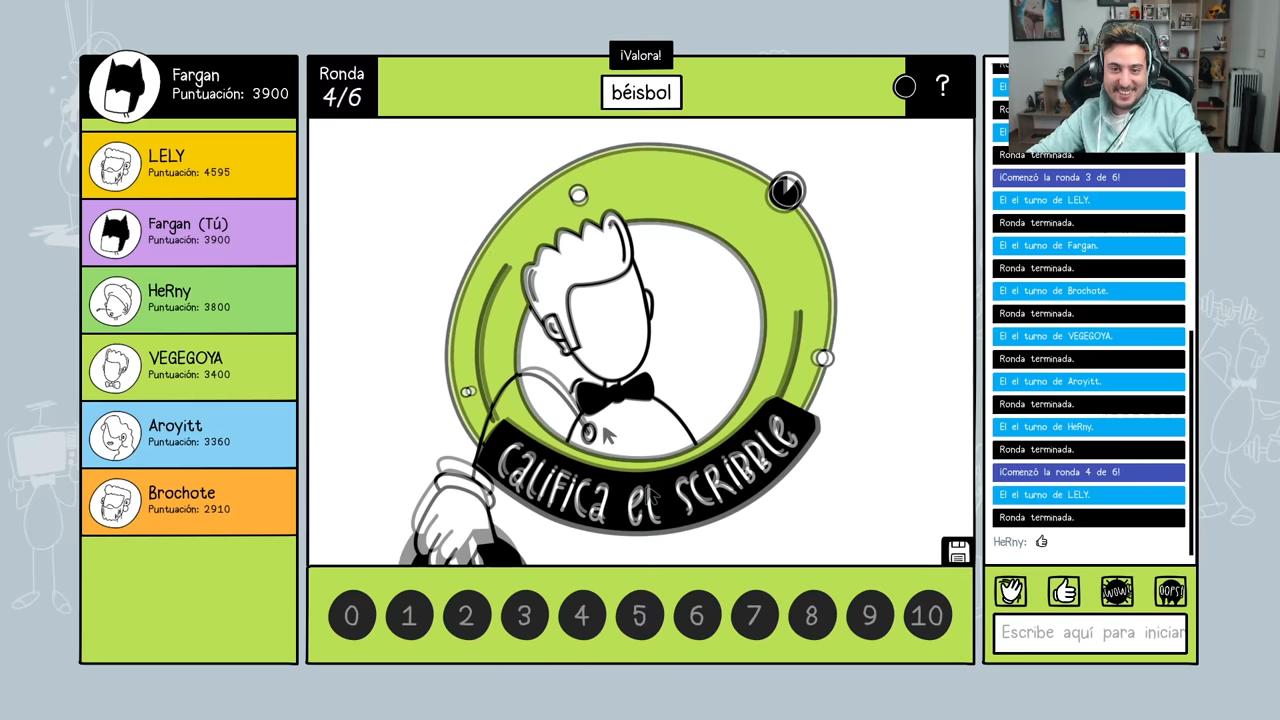 Fargan
Puntuación: 3900
LELY
Puntuación: 4595
Fargan (Tú)
Puntuación: 3900
HeRny
Puntuación: 3800
VEGEGOYA
Puntuación: 3400
Aroyitt
Puntuación: 3360
Brochote
Puntuación: 2910
Ronda
4/6
¡Valora!
béisbol
?
CALIFICA EL SCRIBBLE
0 1 2 3 4 5 6 7 8 9 10
Ronda terminada.
¡Comenzó la ronda 3 de 6!
El el turno de LELY.
Ronda terminada.
El el turno de Fargan.
Ronda terminada.
El el turno de Brochote.
Ronda terminada.
El el turno de VEGEGOYA.
Ronda terminada.
El el turno de Aroyitt.
Ronda terminada.
El el turno de HeRny.
Ronda terminada.
¡Comenzó la ronda 4 de 6!
El el turno de LELY.
Ronda terminada.
HeRny:
WOW!
OOPS!
Escribe aquí para iniciar